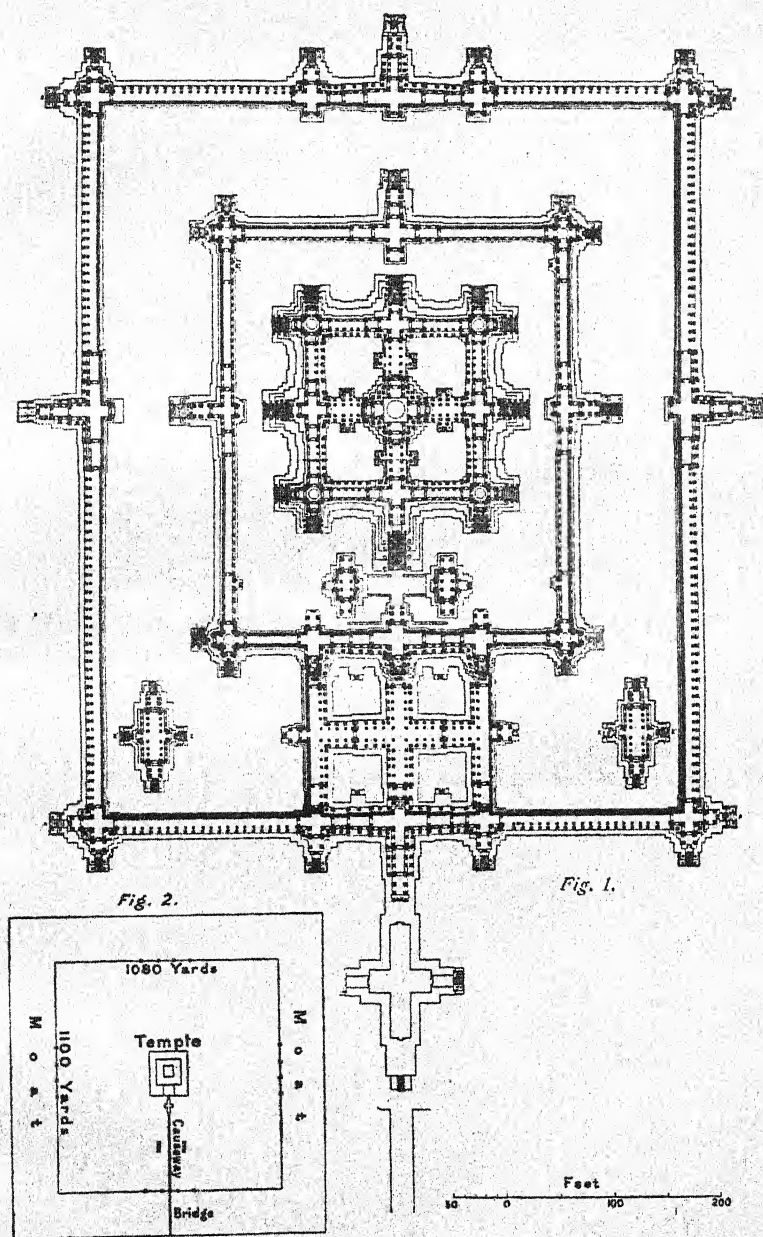 Fig. 1.
Fig. 2.
1080 Yards
1100 Yards
Moat
Moat
Temple
Causeway
Bridge
Feet
50 0 100 200